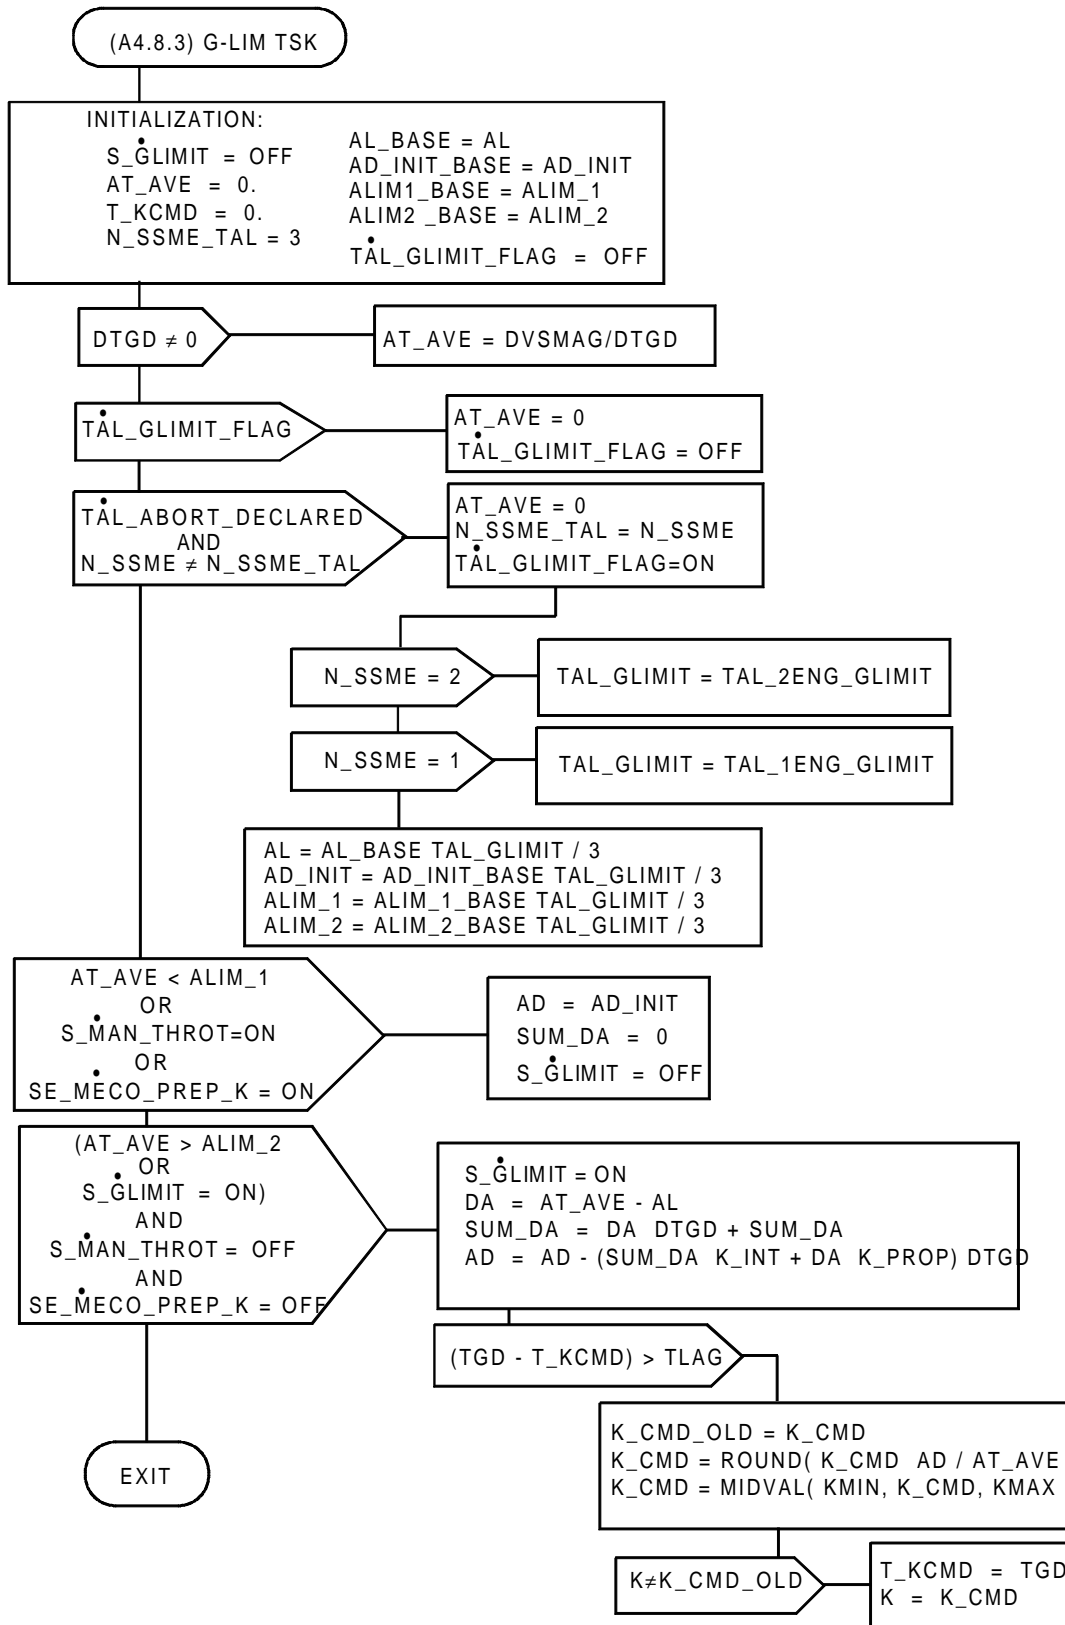 (A4.8.3) G-LIM TSK
INITIALIZATION:
S_GLIMIT = OFF
AT_AVE = 0.
T_KCMD = 0.
N_SSME_TAL = 3
AL_BASE = AL
AD_INIT_BASE = AD_INIT
ALIM1_BASE = ALIM_1
ALIM2 _BASE = ALIM_2
TAL_GLIMIT_FLAG = OFF
DTGD ≠ 0
AT_AVE = DVSMAG/DTGD
TAL_GLIMIT_FLAG
AT_AVE = 0
TAL_GLIMIT_FLAG = OFF
TAL_ABORT_DECLARED
AND
N_SSME ≠ N_SSME_TAL
AT_AVE = 0
N_SSME_TAL = N_SSME
TAL_GLIMIT_FLAG=ON
N_SSME = 2
TAL_GLIMIT = TAL_2ENG_GLIMIT
N_SSME = 1
TAL_GLIMIT = TAL_1ENG_GLIMIT
AL = AL_BASE TAL_GLIMIT / 3
AD_INIT = AD_INIT_BASE TAL_GLIMIT / 3
ALIM_1 = ALIM_1_BASE TAL_GLIMIT / 3
ALIM_2 = ALIM_2_BASE TAL_GLIMIT / 3
AT_AVE < ALIM_1
OR
S_MAN_THROT=ON
OR
SE_MECO_PREP_K = ON
AD = AD_INIT
SUM_DA = 0
S_GLIMIT = OFF
(AT_AVE > ALIM_2
OR
S_GLIMIT = ON)
AND
S_MAN_THROT = OFF
AND
SE_MECO_PREP_K = OFF
S_GLIMIT = ON
DA = AT_AVE - AL
SUM_DA = DA DTGD + SUM_DA
AD = AD - (SUM_DA K_INT + DA K_PROP) DTGD
(TGD - T_KCMD) > TLAG
K_CMD_OLD = K_CMD
K_CMD = ROUND( K_CMD AD / AT_AVE
K_CMD = MIDVAL( KMIN, K_CMD, KMAX
K≠K_CMD_OLD
T_KCMD = TGD
K = K_CMD
EXIT